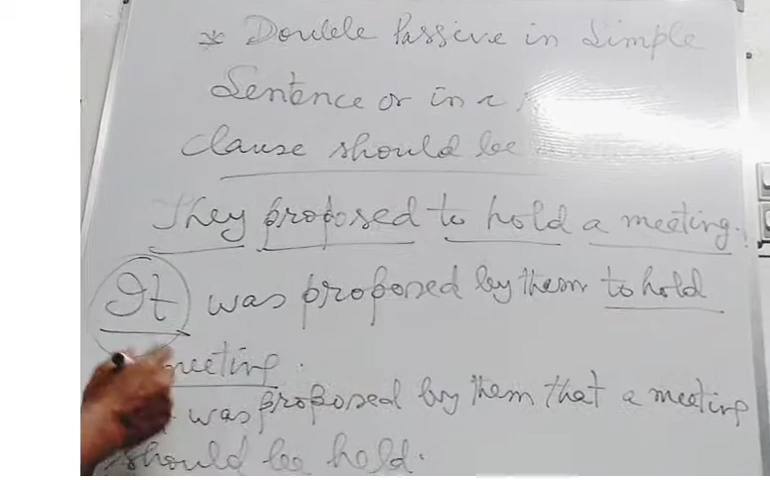 * Double Passive in Simple
Sentence or in a
clause should be
They proposed to hold a meeting.
It was proposed by them to hold
meeting.
was proposed by them that a meeting
should be held.